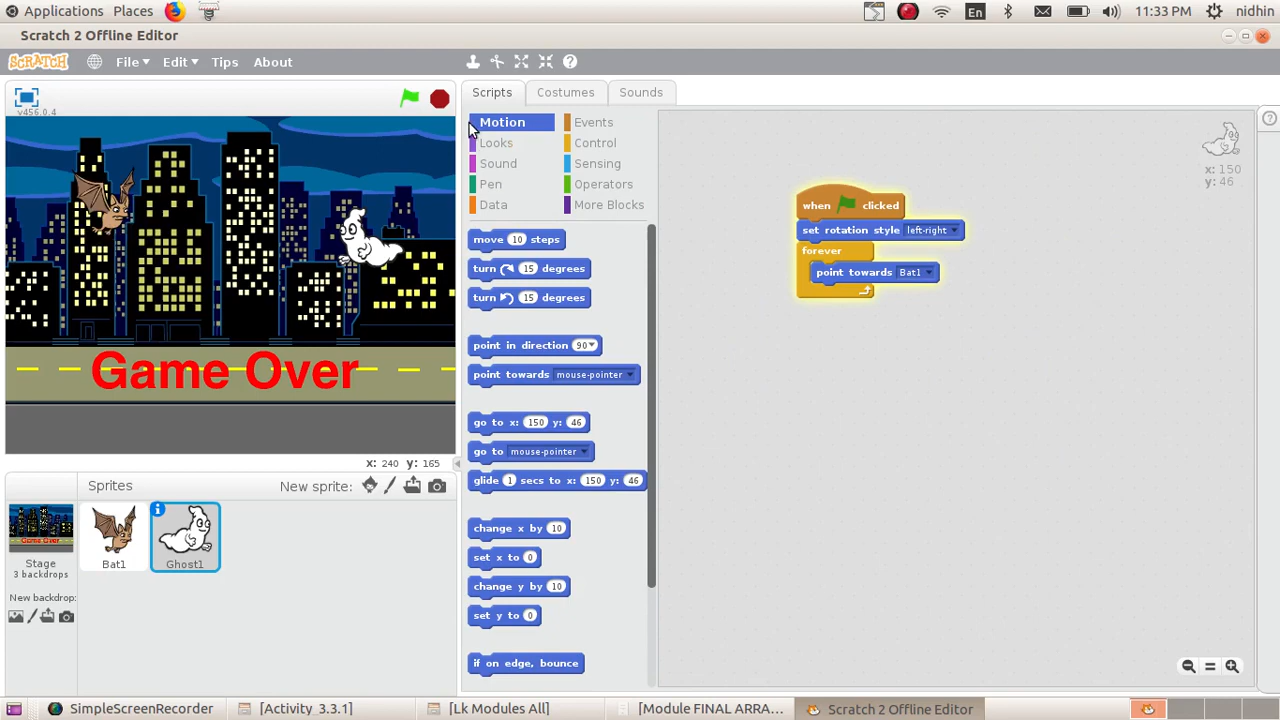 Applications Places En 11:33 PM nidhin
Scratch 2 Offline Editor
SCRATCH File Edit Tips About
v456.0.4
Scripts Costumes Sounds
Motion Events
Looks Control
Sound Sensing
Pen Operators
Data More Blocks
move 10 steps
turn 15 degrees
turn 15 degrees
point in direction 90
point towards mouse-pointer
go to x: 150 y: 46
go to mouse-pointer
glide 1 secs to x: 150 y: 46
change x by 10
set x to 0
change y by 10
set y to 0
if on edge, bounce
when clicked
set rotation style left-right
forever
point towards Bat1
x: 150
y: 46
Game Over
x: 240 y: 165
Sprites New sprite:
Stage
3 backdrops
New backdrop:
Game Over
Bat1
Ghost1
SimpleScreenRecorder [Activity_3.3.1] [Lk Modules All] [Module FINAL ARRA... Scratch 2 Offline Editor